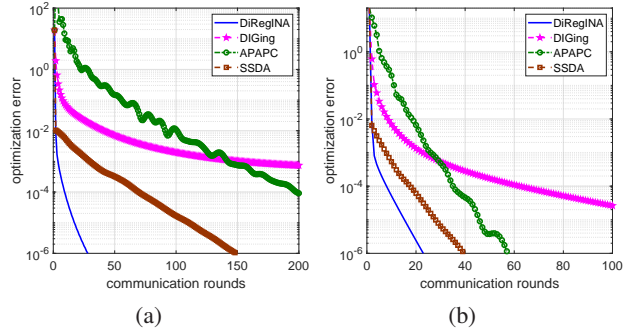 10^2
10^0
10^-2
10^-4
10^-6
optimization error
0 50 100 150 200
communication rounds
DiRegINA
DIGing
APAPC
SSDA
(a)
10^0
10^-2
10^-4
10^-6
optimization error
0 20 40 60 80 100
communication rounds
DiRegINA
DIGing
APAPC
SSDA
(b)